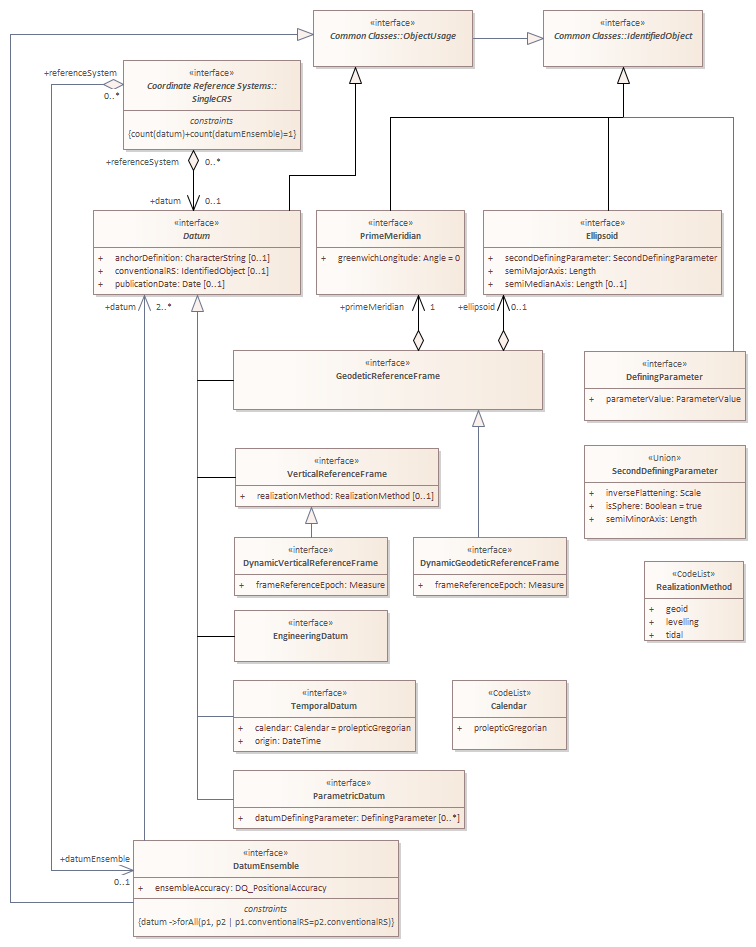 «interface»
Common Classes::ObjectUsage
«interface»
Common Classes::IdentifiedObject
+referenceSystem
0..*
«interface»
Coordinate Reference Systems::
SingleCRS
constraints
{count(datum)+count(datumEnsemble)=1}
+referenceSystem
0..*
+datum
0..1
«interface»
Datum
+ anchorDefinition: CharacterString [0..1]
+ conventionalRS: IdentifiedObject [0..1]
+ publicationDate: Date [0..1]
«interface»
PrimeMeridian
+ greenwichLongitude: Angle = 0
«interface»
Ellipsoid
+ secondDefiningParameter: SecondDefiningParameter
+ semiMajorAxis: Length
+ semiMedianAxis: Length [0..1]
+datum
2..*
+primeMeridian
1
+ellipsoid
0..1
«interface»
GeodeticReferenceFrame
«interface»
DefiningParameter
+ parameterValue: ParameterValue
«interface»
VerticalReferenceFrame
+ realizationMethod: RealizationMethod [0..1]
«Union»
SecondDefiningParameter
+ inverseFlattening: Scale
+ isSphere: Boolean = true
+ semiMinorAxis: Length
«interface»
DynamicVerticalReferenceFrame
+ frameReferenceEpoch: Measure
«interface»
DynamicGeodeticReferenceFrame
+ frameReferenceEpoch: Measure
«CodeList»
RealizationMethod
+ geoid
+ levelling
+ tidal
«interface»
EngineeringDatum
«interface»
TemporalDatum
+ calendar: Calendar = prolepticGregorian
+ origin: DateTime
«CodeList»
Calendar
+ prolepticGregorian
«interface»
ParametricDatum
+ datumDefiningParameter: DefiningParameter [0..*]
+datumEnsemble
0..1
«interface»
DatumEnsemble
+ ensembleAccuracy: DQ_PositionalAccuracy
constraints
{datum ->forAll(p1, p2 | p1.conventionalRS=p2.conventionalRS)}